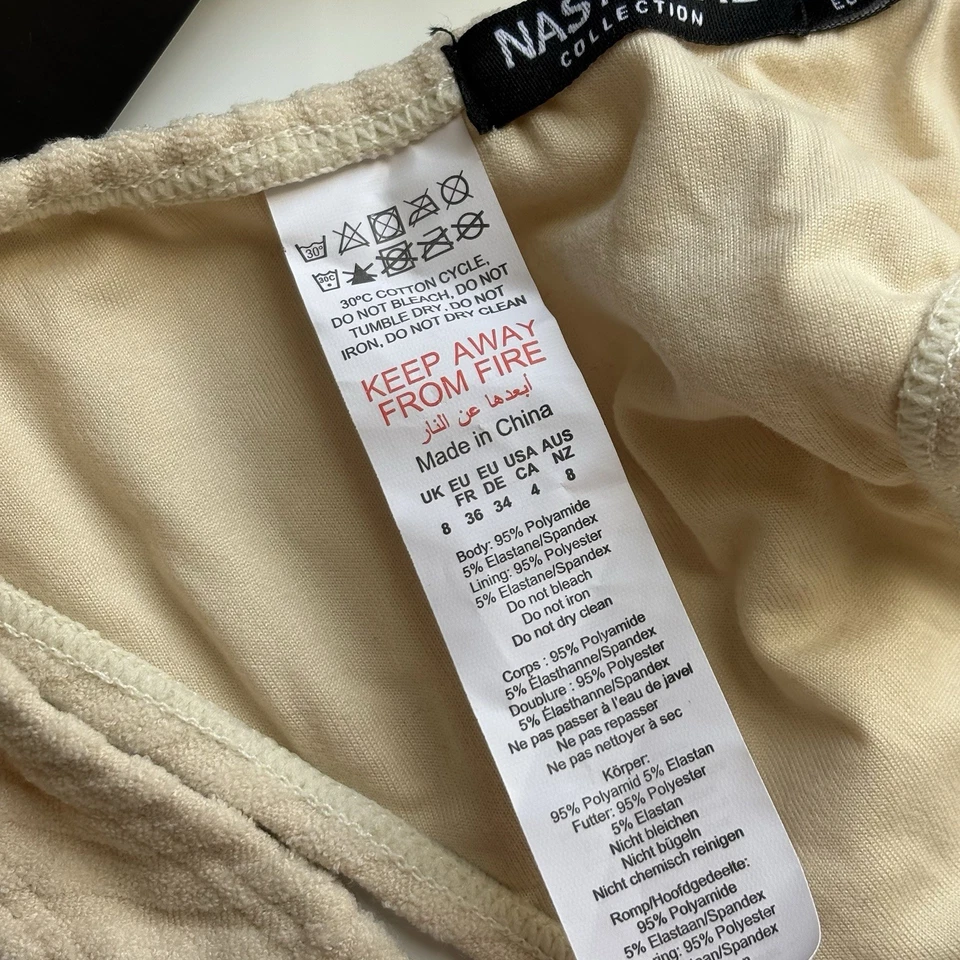 COLLECTION
30°
30C
30°C COTTON CYCLE,
DO NOT BLEACH, DO NOT
TUMBLE DRY, DO NOT
IRON, DO NOT DRY CLEAN
KEEP AWAY
FROM FIRE
أبعدها عن النار
Made in China
UK EU EU USA AUS
FR DE CA NZ
8 36 34 4 8
Body: 95% Polyamide
5% Elastane/Spandex
Lining: 95% Polyester
5% Elastane/Spandex
Do not bleach
Do not iron
Do not dry clean
Corps : 95% Polyamide
5% Élasthanne/Spandex
Doublure : 95% Polyester
5% Élasthanne/Spandex
Ne pas passer à l'eau de javel
Ne pas repasser
Ne pas nettoyer à sec
Körper:
95% Polyamid 5% Elastan
Futter: 95% Polyester
5% Elastan
Nicht bleichen
Nicht bügeln
Nicht chemisch reinigen
Romp/Hoofdgedeelte:
95% Polyamide
5% Elastaan/Spandex
95% Polyester